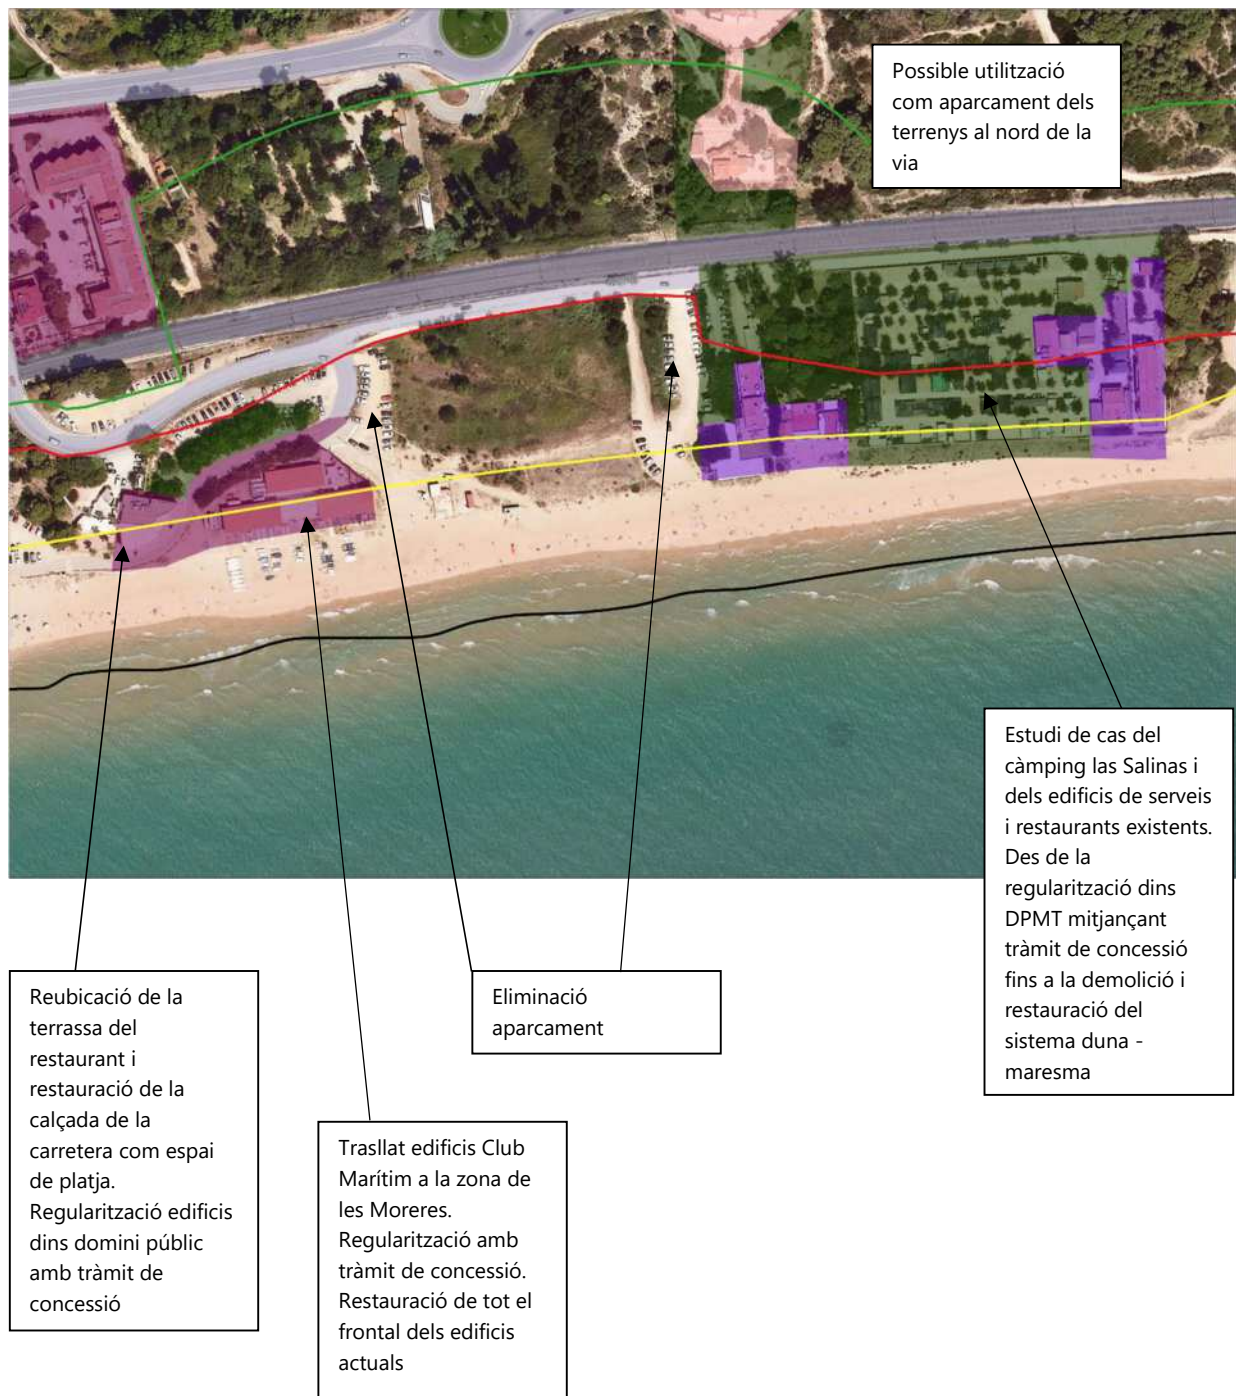 Possible utilització
com aparcament dels
terrenys al nord de la
via
Estudi de cas del
càmping las Salinas i
dels edificis de serveis
i restaurants existents.
Des de la
regularització dins
DPMT mitjançant
tràmit de concessió
fins a la demolició i
restauració del
sistema duna -
maresma
Reubicació de la
terrassa del
restaurant i
restauració de la
calçada de la
carretera com espai
de platja.
Regularització edificis
dins domini públic
amb tràmit de
concessió
Eliminació
aparcament
Trasllat edificis Club
Marítim a la zona de
les Moreres.
Regularització amb
tràmit de concessió.
Restauració de tot el
frontal dels edificis
actuals